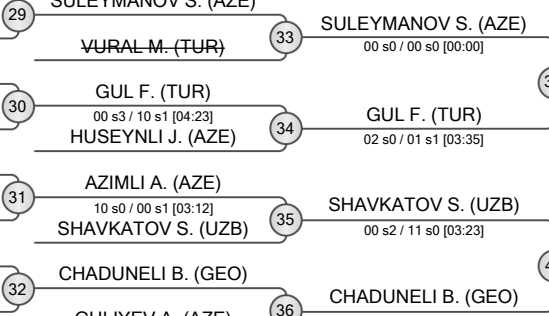 SULEYMANOV S. (AZE)
29
VURAL M. (TUR)
33
SULEYMANOV S. (AZE)
00 s0 / 00 s0 [00:00]
30
GUL F. (TUR)
00 s3 / 10 s1 [04:23]
HUSEYNLI J. (AZE)
34
GUL F. (TUR)
02 s0 / 01 s1 [03:35]
31
AZIMLI A. (AZE)
10 s0 / 00 s1 [03:12]
SHAVKATOV S. (UZB)
35
SHAVKATOV S. (UZB)
00 s2 / 11 s0 [03:23]
32
CHADUNELI B. (GEO)
GULIYEV A. (AZE)
36
CHADUNELI B. (GEO)